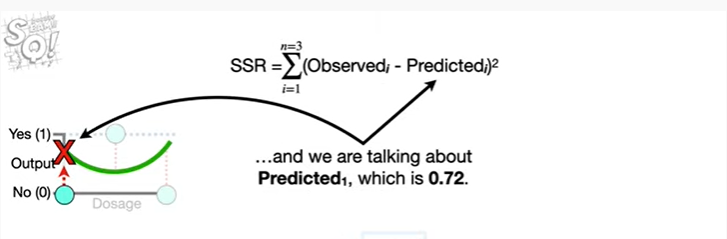 StatQuest!
n=3
SSR = ∑(Observedᵢ - Predictedᵢ)²
i=1
Yes (1)
Output
No (0)
Dosage
...and we are talking about
Predicted₁, which is 0.72.